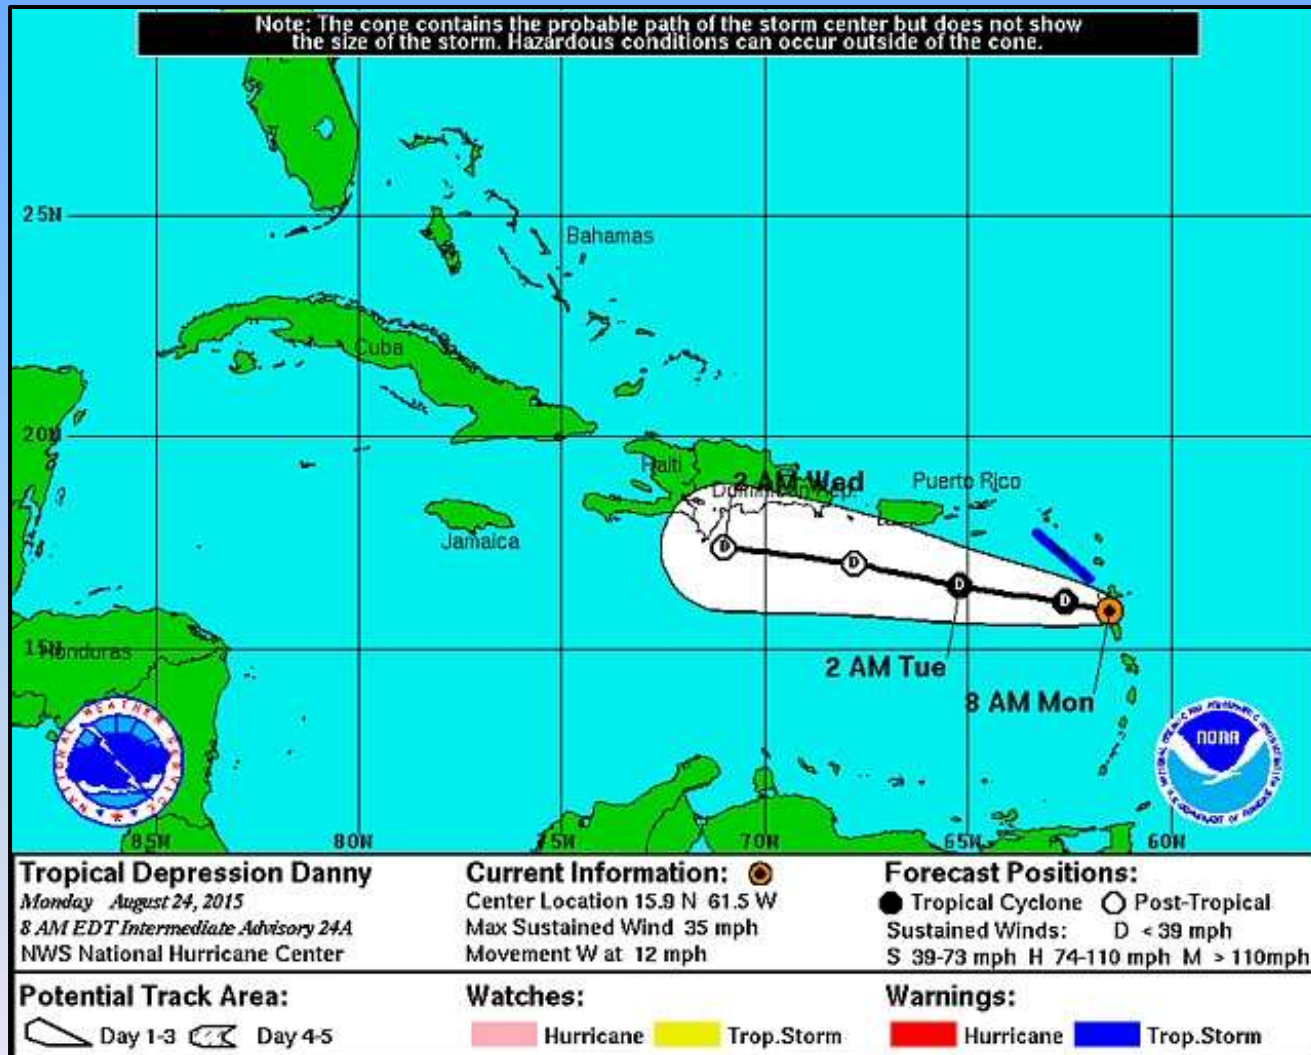 Note: The cone contains the probable path of the storm center but does not show
the size of the storm. Hazardous conditions can occur outside of the cone.
25N
Bahamas
Cuba
20N
Haiti
2 AM Wed
Dominican Rep.
Puerto Rico
Jamaica
15N
Honduras
2 AM Tue
8 AM Mon
D
D
D
D
NATIONAL WEATHER SERVICE
NOAA
85W
80W
75W
70W
65W
60W
Tropical Depression Danny
Monday August 24, 2015
8 AM EDT Intermediate Advisory 24A
NWS National Hurricane Center
Current Information:
Center Location 15.9 N 61.5 W
Max Sustained Wind 35 mph
Movement W at 12 mph
Forecast Positions:
Tropical Cyclone Post-Tropical
Sustained Winds: D < 39 mph
S 39-73 mph H 74-110 mph M > 110mph
Potential Track Area:
Day 1-3 Day 4-5
Watches:
Hurricane Trop.Storm
Warnings:
Hurricane Trop.Storm